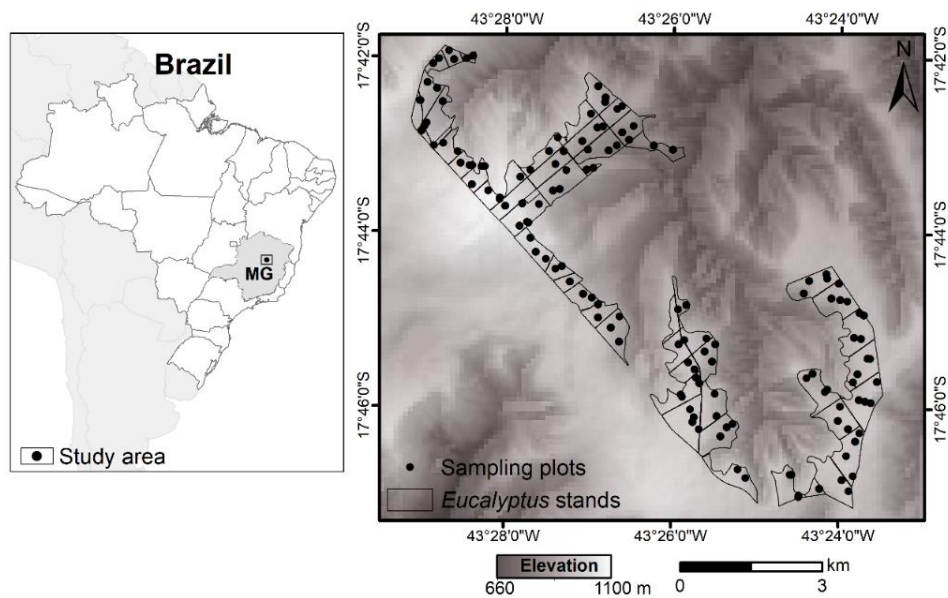 Brazil
MG
Study area
43°28'0"W 43°26'0"W 43°24'0"W
N
17°42'0"S 17°42'0"S
17°44'0"S 17°44'0"S
17°46'0"S 17°46'0"S
Sampling plots
Eucalyptus stands
43°28'0"W 43°26'0"W 43°24'0"W
Elevation
660 1100 m
km
0 3